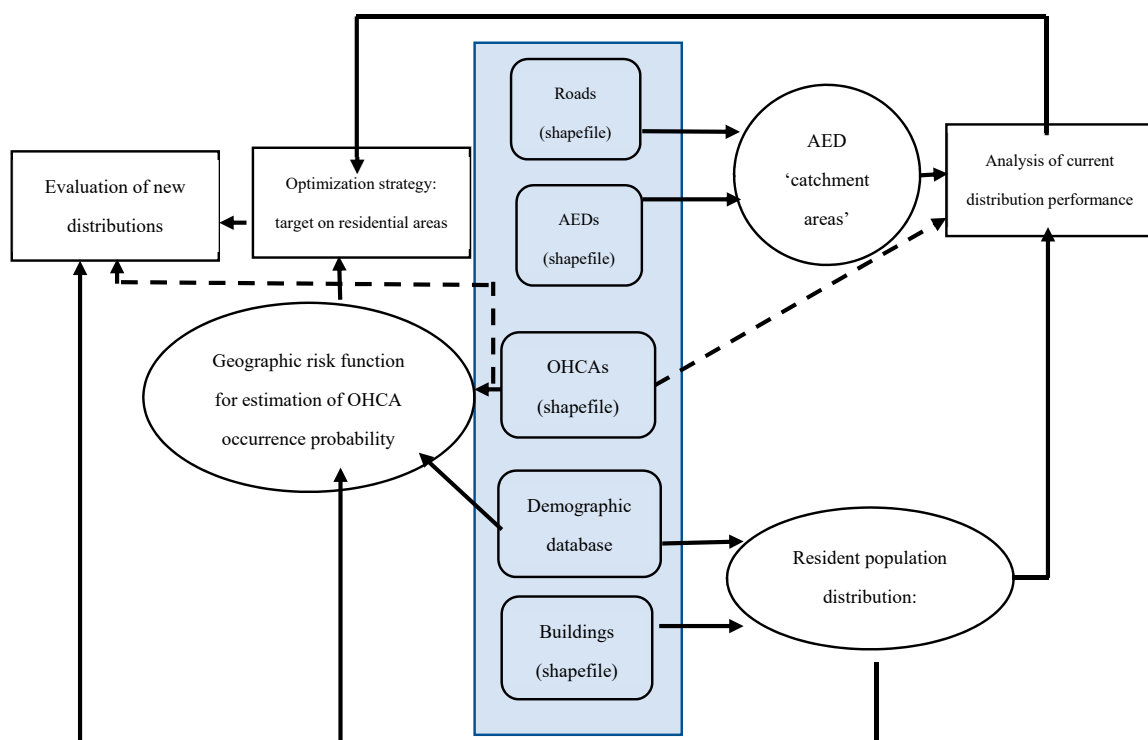 Roads
(shapefile)
AED
‘catchment
areas’
Analysis of current
distribution performance
Evaluation of new
distributions
Optimization strategy:
target on residential areas
AEDs
(shapefile)
Geographic risk function
for estimation of OHCA
occurrence probability
OHCAs
(shapefile)
Demographic
database
Resident population
distribution:
Buildings
(shapefile)